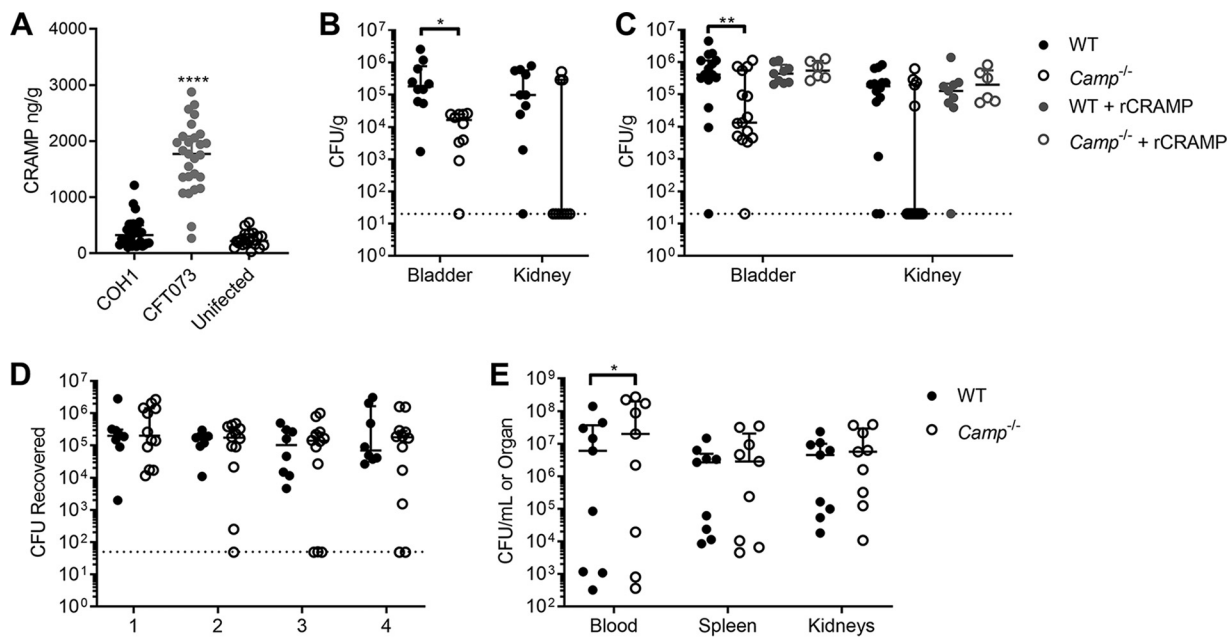 A
CRAMP ng/g
4000
3000
2000
1000
0
****
COH1
CFT073
Unifected
B
CFU/g
10⁷
10⁶
10⁵
10⁴
10³
10²
10¹
10⁰
*
Bladder
Kidney
C
CFU/g
10⁷
10⁶
10⁵
10⁴
10³
10²
10¹
10⁰
**
Bladder
Kidney
WT
Camp⁻/⁻
WT + rCRAMP
Camp⁻/⁻ + rCRAMP
D
CFU Recovered
10⁷
10⁶
10⁵
10⁴
10³
10²
10¹
10⁰
1 2 3 4
E
CFU/mL or Organ
10⁹
10⁸
10⁷
10⁶
10⁵
10⁴
10³
10²
*
Blood
Spleen
Kidneys
WT
Camp⁻/⁻